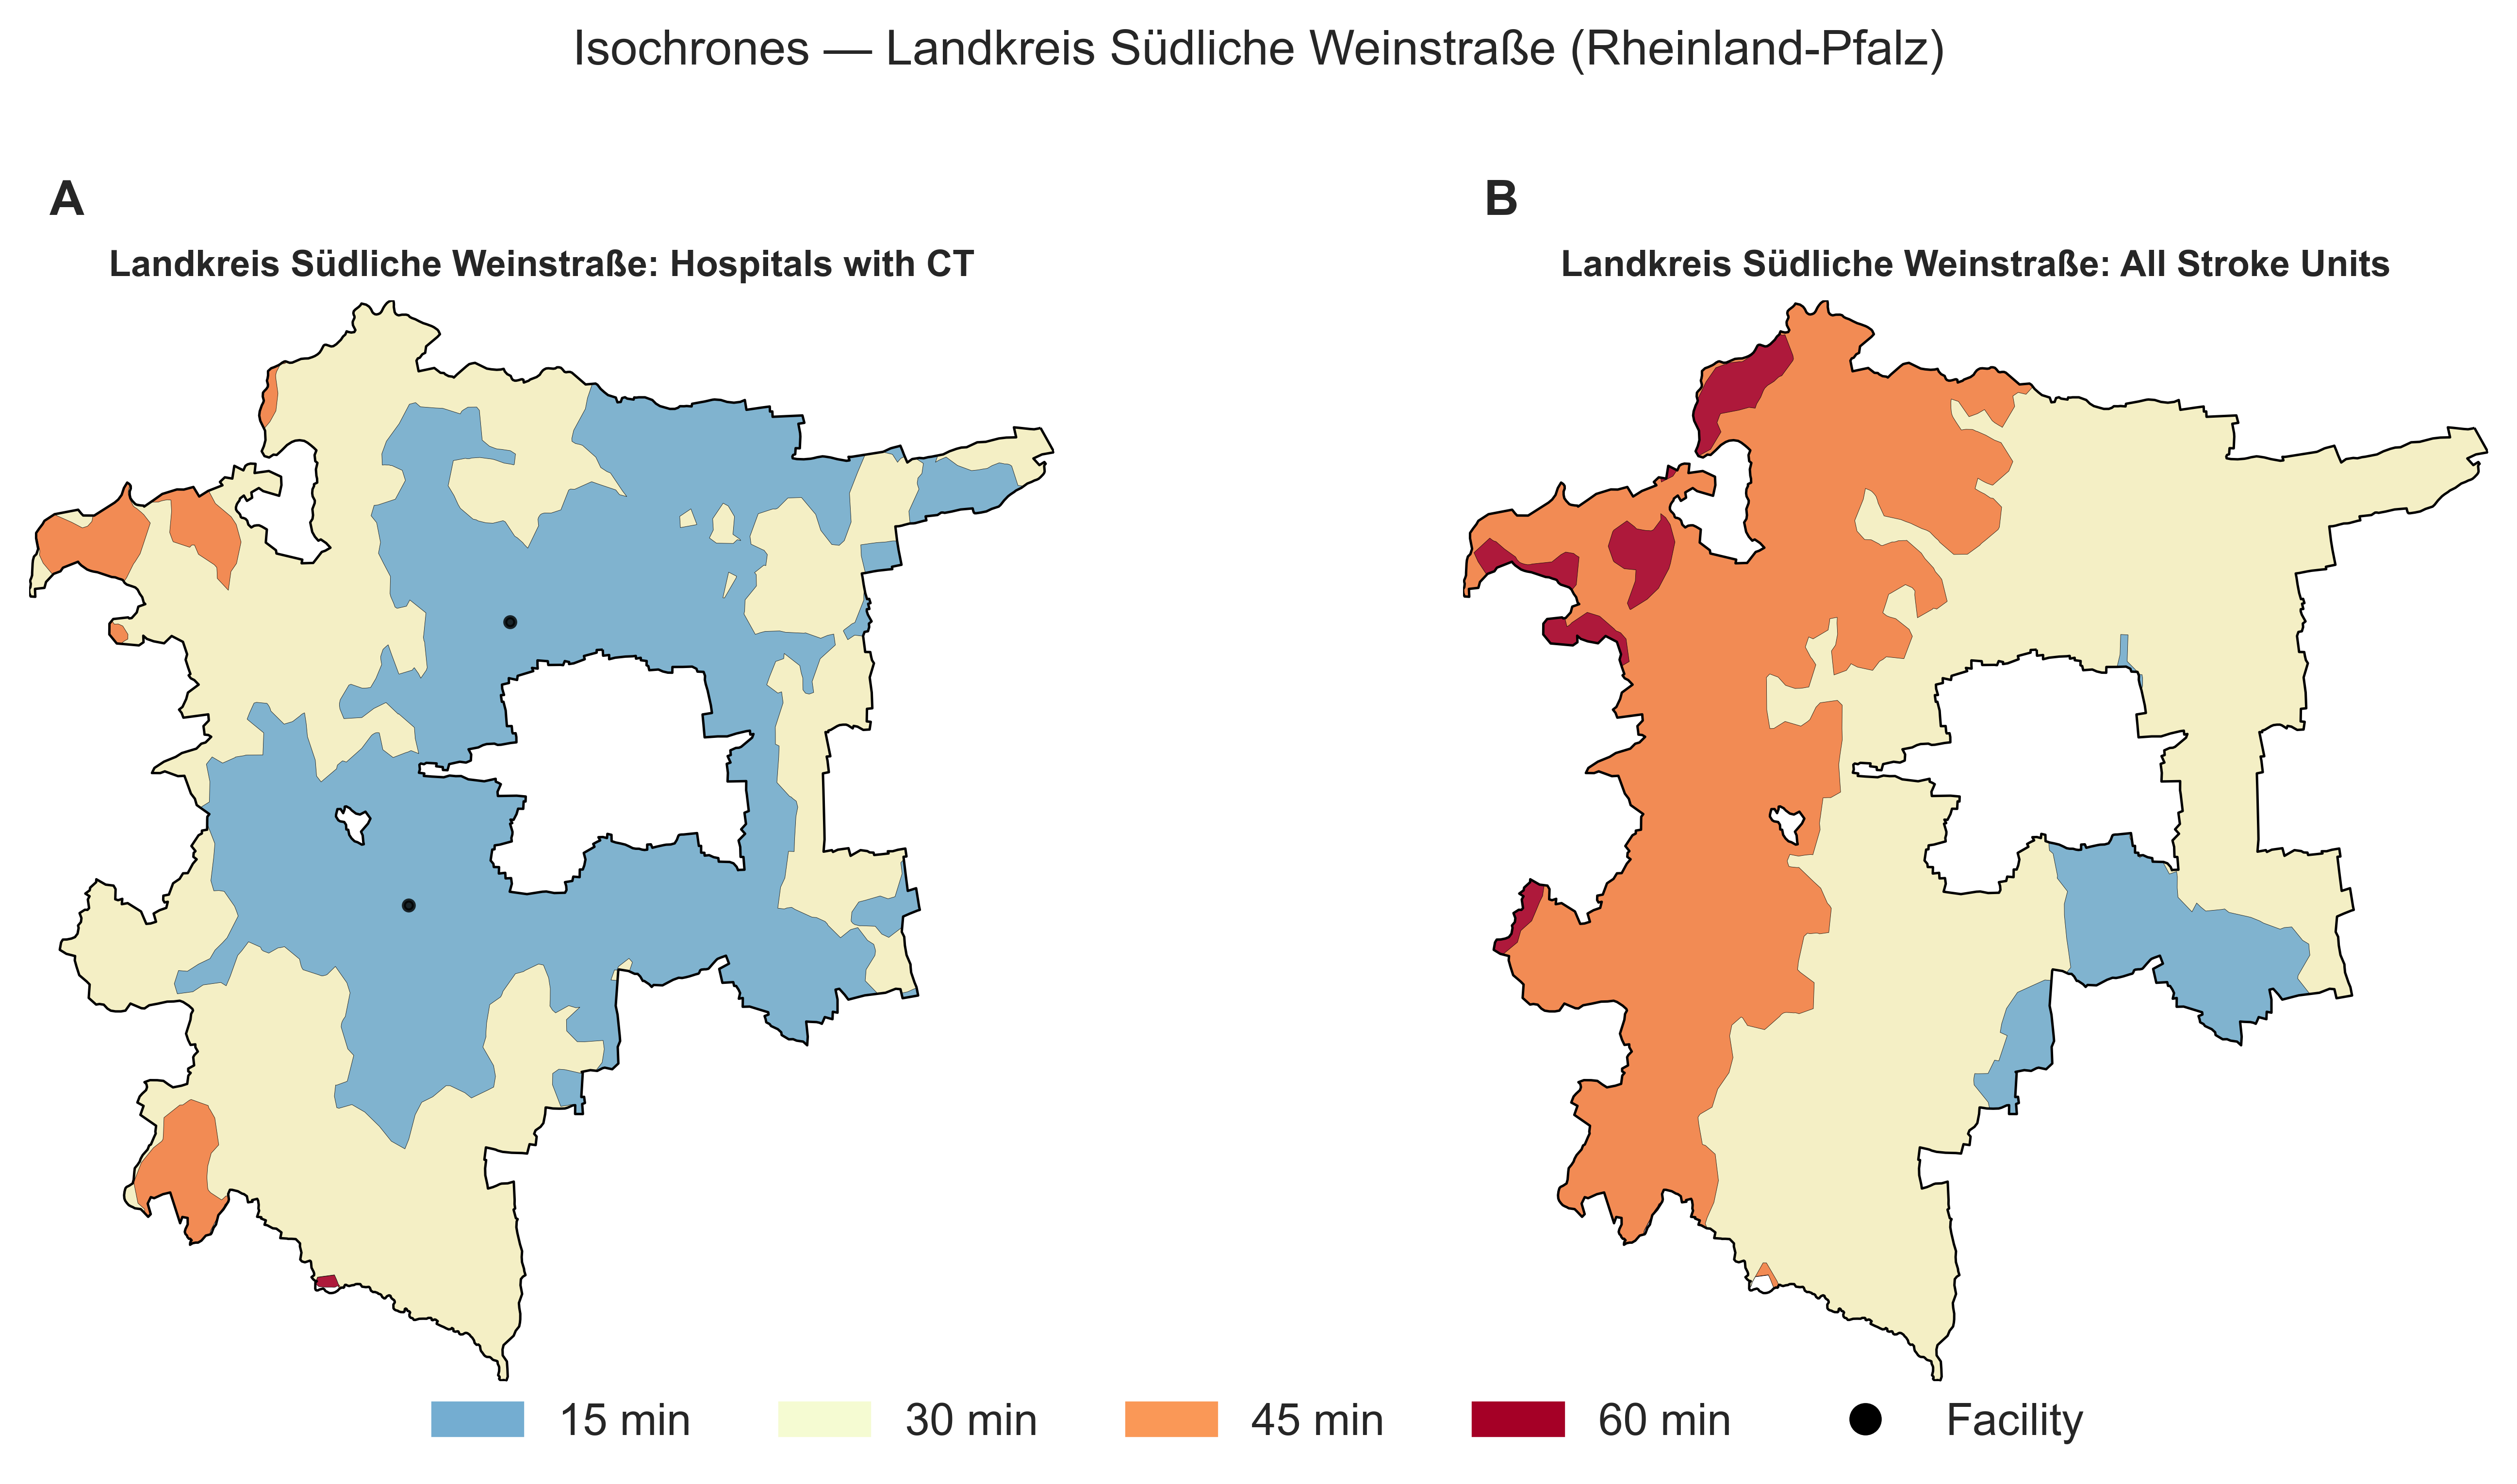 Isochrones — Landkreis Südliche Weinstraße (Rheinland-Pfalz)
A
B
Landkreis Südliche Weinstraße: Hospitals with CT
Landkreis Südliche Weinstraße: All Stroke Units
15 min
30 min
45 min
60 min
Facility